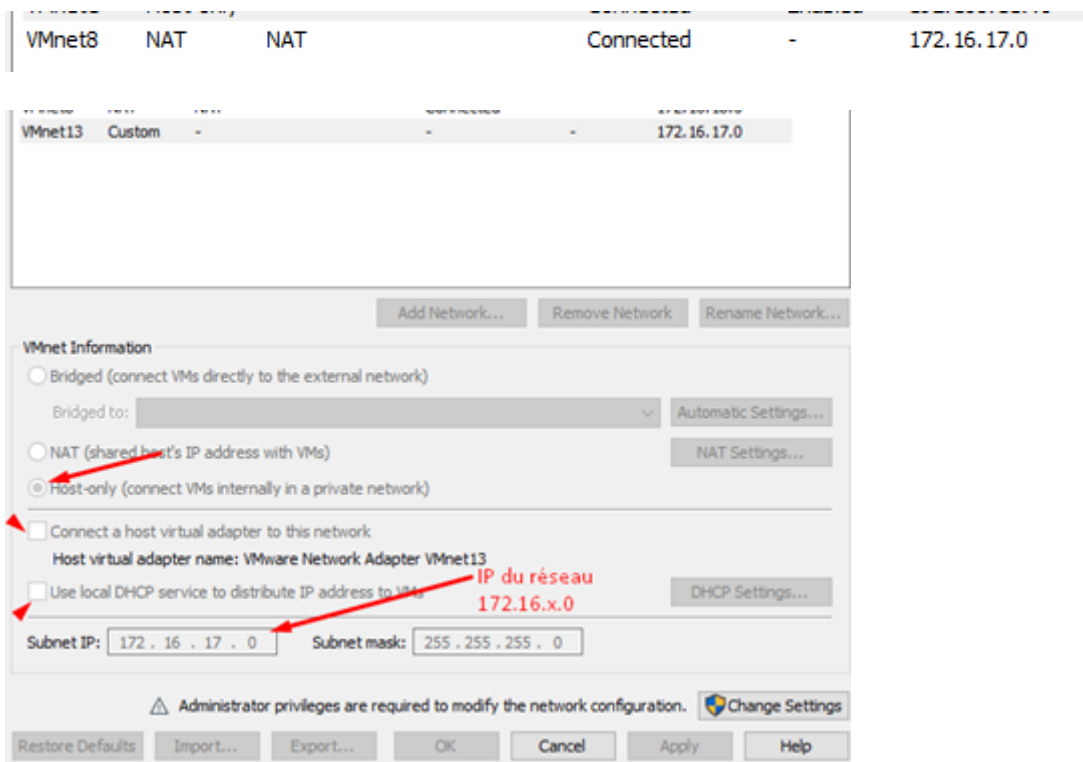 VMnet8 NAT NAT Connected - 172.16.17.0
VMnet13 Custom - - - 172.16.17.0
Add Network... Remove Network Rename Network...
VMnet Information
Bridged (connect VMs directly to the external network)
Bridged to: Automatic Settings...
NAT (shared host's IP address with VMs) NAT Settings...
Host-only (connect VMs internally in a private network)
Connect a host virtual adapter to this network
Host virtual adapter name: VMware Network Adapter VMnet13
IP du réseau
Use local DHCP service to distribute IP address to VMs DHCP Settings...
172.16.x.0
Subnet IP: 172 . 16 . 17 . 0 Subnet mask: 255 . 255 . 255 . 0
Administrator privileges are required to modify the network configuration. Change Settings
Restore Defaults Import... Export... OK Cancel Apply Help